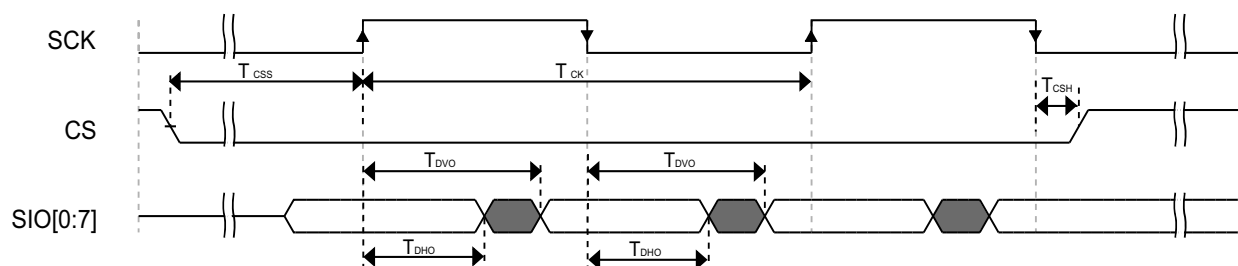 SCK
T CSS
T CK
T CSH
CS
T DVO
T DVO
SIO[0:7]
T DHO
T DHO